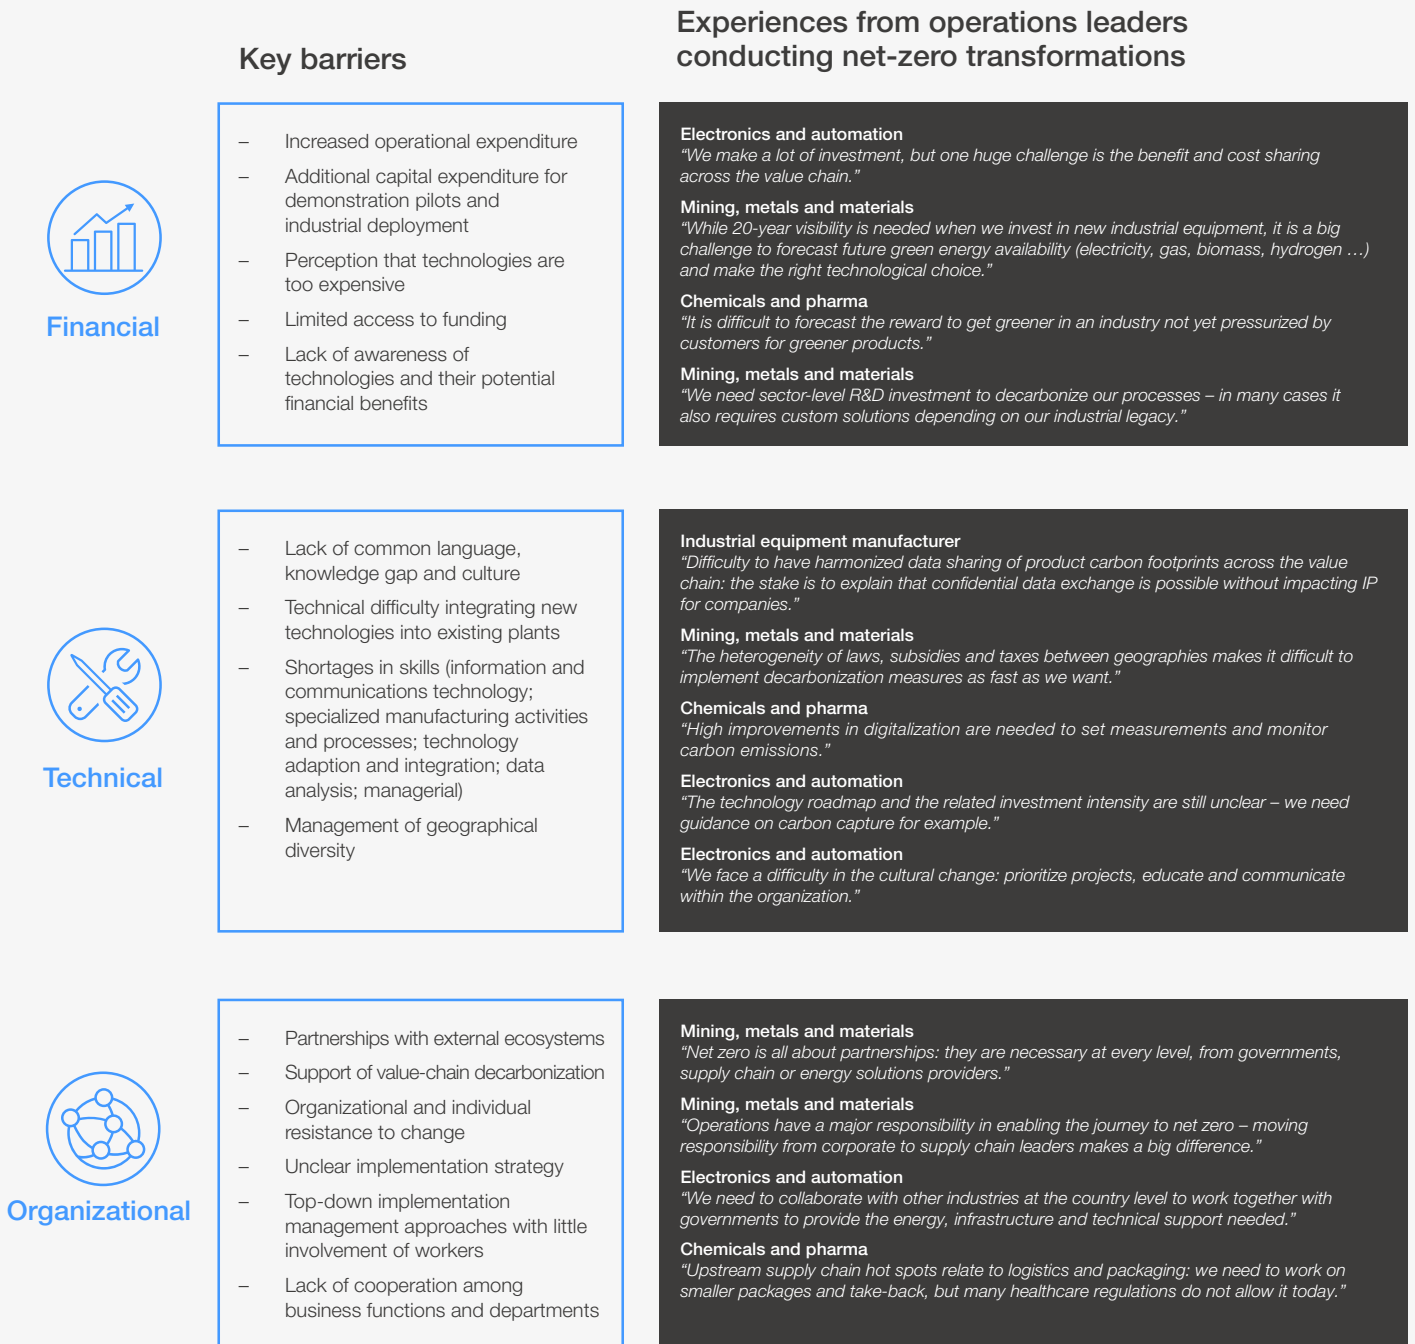 Key barriers
Experiences from operations leaders
conducting net-zero transformations
Financial
– Increased operational expenditure
– Additional capital expenditure for
demonstration pilots and
industrial deployment
– Perception that technologies are
too expensive
– Limited access to funding
– Lack of awareness of
technologies and their potential
financial benefits
Electronics and automation
“We make a lot of investment, but one huge challenge is the benefit and cost sharing
across the value chain.”
Mining, metals and materials
“While 20-year visibility is needed when we invest in new industrial equipment, it is a big
challenge to forecast future green energy availability (electricity, gas, biomass, hydrogen …)
and make the right technological choice.”
Chemicals and pharma
“It is difficult to forecast the reward to get greener in an industry not yet pressurized by
customers for greener products.”
Mining, metals and materials
“We need sector-level R&D investment to decarbonize our processes – in many cases it
also requires custom solutions depending on our industrial legacy.”
Technical
– Lack of common language,
knowledge gap and culture
– Technical difficulty integrating new
technologies into existing plants
– Shortages in skills (information and
communications technology;
specialized manufacturing activities
and processes; technology
adaption and integration; data
analysis; managerial)
– Management of geographical
diversity
Industrial equipment manufacturer
“Difficulty to have harmonized data sharing of product carbon footprints across the value
chain: the stake is to explain that confidential data exchange is possible without impacting IP
for companies.”
Mining, metals and materials
“The heterogeneity of laws, subsidies and taxes between geographies makes it difficult to
implement decarbonization measures as fast as we want.”
Chemicals and pharma
“High improvements in digitalization are needed to set measurements and monitor
carbon emissions.”
Electronics and automation
“The technology roadmap and the related investment intensity are still unclear – we need
guidance on carbon capture for example.”
Electronics and automation
“We face a difficulty in the cultural change: prioritize projects, educate and communicate
within the organization.”
Organizational
– Partnerships with external ecosystems
– Support of value-chain decarbonization
– Organizational and individual
resistance to change
– Unclear implementation strategy
– Top-down implementation
management approaches with little
involvement of workers
– Lack of cooperation among
business functions and departments
Mining, metals and materials
“Net zero is all about partnerships: they are necessary at every level, from governments,
supply chain or energy solutions providers.”
Mining, metals and materials
“Operations have a major responsibility in enabling the journey to net zero – moving
responsibility from corporate to supply chain leaders makes a big difference.”
Electronics and automation
“We need to collaborate with other industries at the country level to work together with
governments to provide the energy, infrastructure and technical support needed.”
Chemicals and pharma
“Upstream supply chain hot spots relate to logistics and packaging: we need to work on
smaller packages and take-back, but many healthcare regulations do not allow it today.”